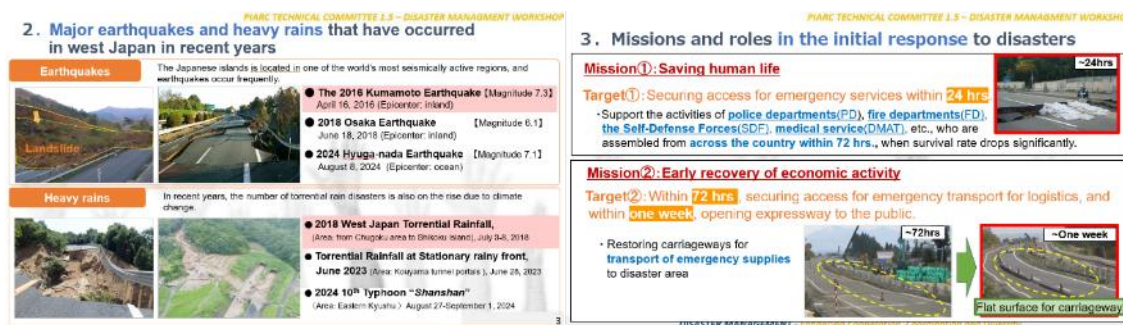 PIARC TECHNICAL COMMITTEE 1.5 – DISASTER MANAGMENT WORKSHOP
2. Major earthquakes and heavy rains that have occurred
in west Japan in recent years
Earthquakes
The Japanese islands is located in one of the world's most seismically active regions, and
earthquakes occur frequently.
Landslide
● The 2016 Kumamoto Earthquake【Magnitude 7.3】
April 16, 2016 (Epicenter: inland)
● 2018 Osaka Earthquake 【Magnitude 6.1】
June 18, 2018 (Epicenter: inland)
● 2024 Hyuga-nada Earthquake 【Magnitude 7.1】
August 8, 2024 (Epicenter: ocean)
Heavy rains
In recent years, the number of torrential rain disasters is also on the rise due to climate
change.
● 2018 West Japan Torrential Rainfall,
(Area: from Chugoku area to Shikoku Island), July 3-8, 2018
● Torrential Rainfall at Stationary rainy front,
June 2023 (Area: Kouyama tunnel portals ), June 28, 2023
● 2024 10th Typhoon “Shanshan”
(Area: Eastern Kyushu ) August 27-September 1, 2024
3
PIARC TECHNICAL COMMITTEE 1.5 – DISASTER MANAGMENT WORKSHO
3. Missions and roles in the initial response to disasters
Mission①:Saving human life
~24hrs
Target①:Securing access for emergency services within 24 hrs
・Support the activities of police departments(PD), fire departments(FD),
the Self-Defense Forces(SDF), medical service(DMAT), etc., who are
assembled from across the country within 72 hrs., when survival rate drops significantly.
Mission②:Early recovery of economic activity
Target②:Within 72 hrs , securing access for emergency transport for logistics, and
within one week, opening expressway to the public.
・Restoring carriageways for
transport of emergency supplies
to disaster area
~72hrs
~One week
Flat surface for carriageway
DISASTER MANAGEMENT -